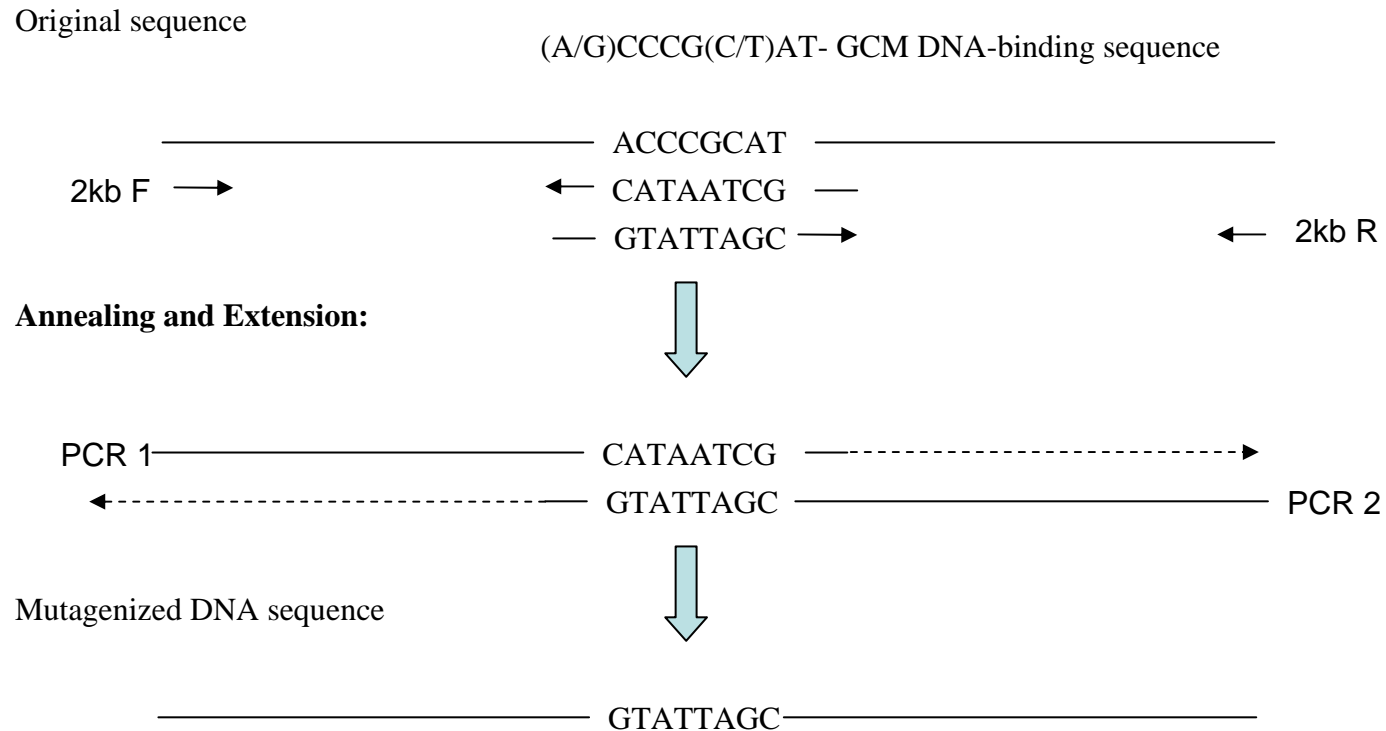 Original sequence
(A/G)CCCG(C/T)AT- GCM DNA-binding sequence
ACCCGCAT
2kb F
CATAATCG
GTATTAGC
2kb R
Annealing and Extension:
PCR 1
CATAATCG
GTATTAGC
PCR 2
Mutagenized DNA sequence
GTATTAGC